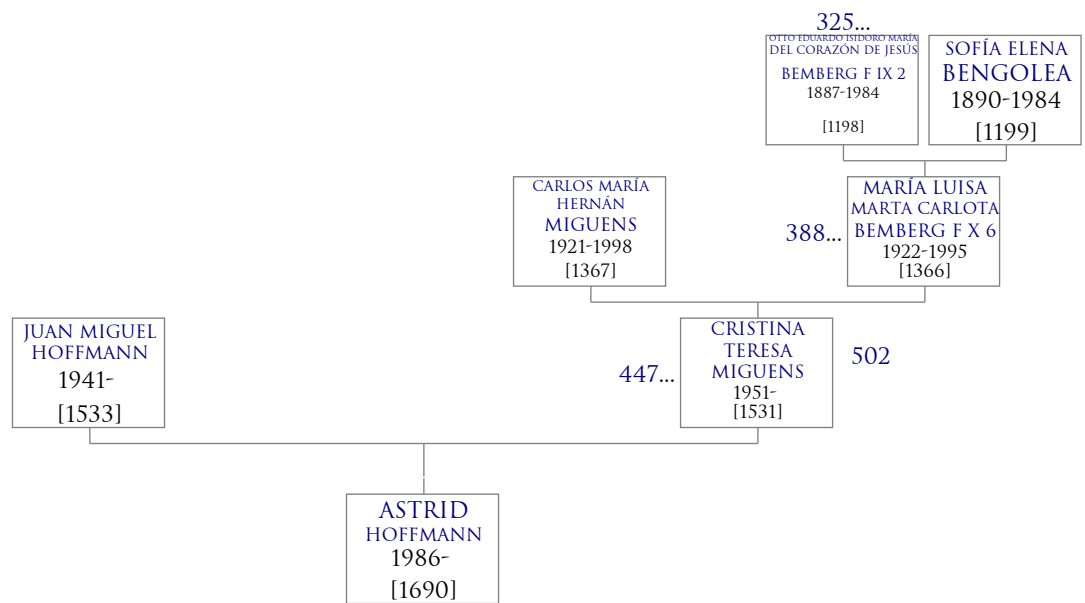 325...
OTTO EDUARDO ISIDORO MARÍA
DEL CORAZÓN DE JESÚS
BEMBERG F IX 2
1887-1984
[1198]
SOFÍA ELENA
BENGOLEA
1890-1984
[1199]
CARLOS MARÍA
HERNÁN
MIGUENS
1921-1998
[1367]
388...
MARÍA LUISA
MARTA CARLOTA
BEMBERG F X 6
1922-1995
[1366]
JUAN MIGUEL
HOFFMANN
1941-
[1533]
447...
CRISTINA
TERESA
MIGUENS
1951-
[1531]
502
ASTRID
HOFFMANN
1986-
[1690]